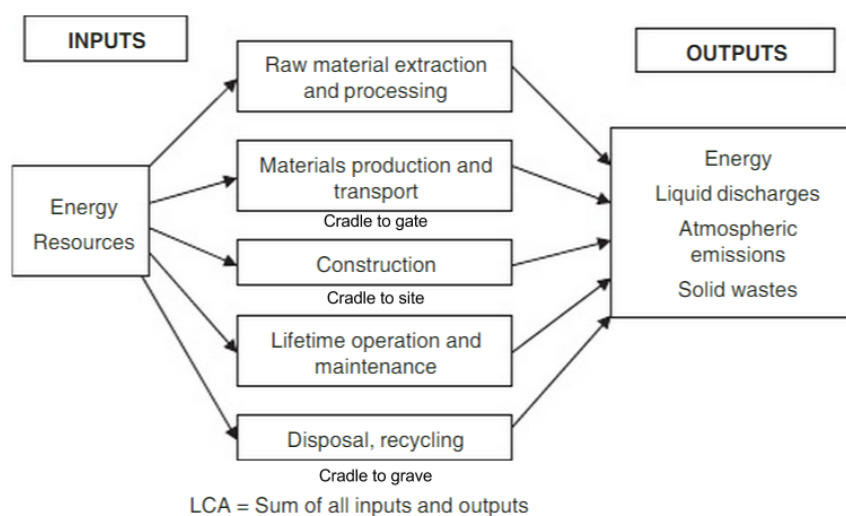 INPUTS
OUTPUTS
Raw material extraction
and processing
Materials production and
transport
Cradle to gate
Construction
Cradle to site
Lifetime operation and
maintenance
Disposal, recycling
Cradle to grave
Energy
Resources
Energy
Liquid discharges
Atmospheric
emissions
Solid wastes
LCA = Sum of all inputs and outputs